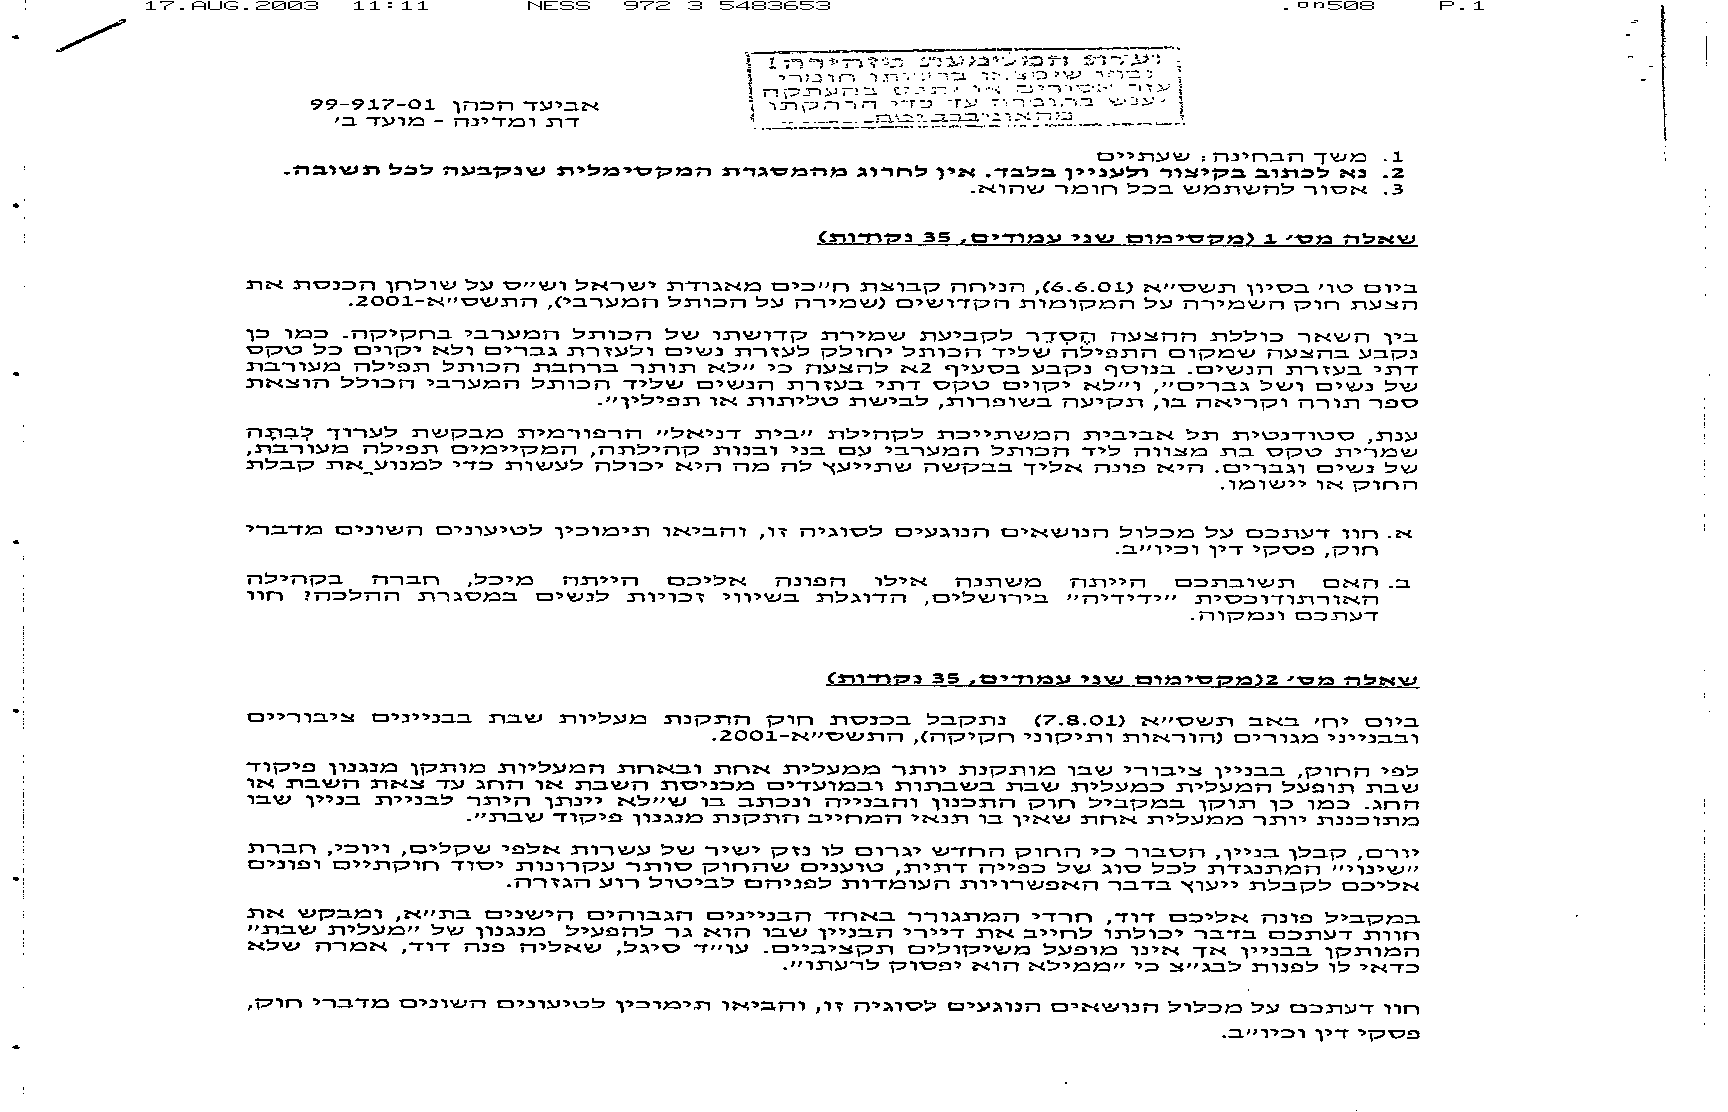 17.AUG.2003 11:11 NESS 972 3 5483653 .on508 P.1
ועדת המשמעת מזהירה!
נבחן שימצאו ברשותו חומרי
עזר אסורים או יתפס בהעתקה
יענש בחומרה עד כדי הרחקתו
מהאוניברסיטה
אביעד הכהן 99-917-01
דת ומדינה - מועד ב'
1. משך הבחינה: שעתיים
2. נא לכתוב בקיצור ולעניין בלבד. אין לחרוג מהמסגרת המקסימלית שנקבעה לכל תשובה.
3. אסור להשתמש בכל חומר שהוא.
שאלה מס' 1 (מקסימום שני עמודים, 35 נקודות)
ביום טו' בסיון תשס"א (6.6.01), הניחה קבוצת ח"כים מאגודת ישראל וש"ס על שולחן הכנסת את
הצעת חוק השמירה על המקומות הקדושים (שמירה על הכותל המערבי), התשס"א-2001.
בין השאר כוללת ההצעה הֶסְדֵר לקביעת שמירת קדושתו של הכותל המערבי בחקיקה. כמו כן
נקבע בהצעה שמקום התפילה שליד הכותל יחולק לעזרת נשים ולעזרת גברים ולא יקוים כל טקס
דתי בעזרת הנשים. בנוסף נקבע בסעיף 2א להצעה כי "לא תותר ברחבת הכותל תפילה מעורבת
של נשים ושל גברים", ו"לא יקוים טקס דתי בעזרת הנשים שליד הכותל המערבי הכולל הוצאת
ספר תורה וקריאה בו, תקיעה בשופרות, לבישת טליתות או תפילין".
ענת, סטודנטית תל אביבית המשתייכת לקהילת "בית דניאל" הרפורמית מבקשת לערוך לְבִתָּה
שמרית טקס בת מצווה ליד הכותל המערבי עם בני ובנות קהילתה, המקיימים תפילה מעורבת,
של נשים וגברים. היא פונה אליך בבקשה שתייעץ לה מה היא יכולה לעשות כדי למנוע את קבלת
החוק או יישומו.
א. חוו דעתכם על מכלול הנושאים הנוגעים לסוגיה זו, והביאו תימוכין לטיעונים השונים מדברי
חוק, פסקי דין וכיו"ב.
ב. האם תשובתכם הייתה משתנה אילו הפונה אליכם הייתה מיכל, חברה בקהילה
האורתודוכסית "ידידיה" בירושלים, הדוגלת בשיווי זכויות לנשים במסגרת ההלכה? חוו
דעתכם ונמקוה.
שאלה מס' 2(מקסימום שני עמודים, 35 נקודות)
ביום יח' באב תשס"א (7.8.01) נתקבל בכנסת חוק התקנת מעליות שבת בבניינים ציבוריים
ובבנייני מגורים (הוראות ותיקוני חקיקה), התשס"א-2001.
לפי החוק, בבניין ציבורי שבו מותקנת יותר ממעלית אחת ובאחת המעליות מותקן מנגנון פיקוד
שבת תופעל המעלית כמעלית שבת בשבתות ובמועדים מכניסת השבת או החג עד צאת השבת או
החג. כמו כן תוקן במקביל חוק התכנון והבנייה ונכתב בו ש"לא יינתן היתר לבניית בניין שבו
מתוכננת יותר ממעלית אחת שאין בו תנאי המחייב התקנת מנגנון פיקוד שבת".
יורם, קבלן בניין, הסבור כי החוק החדש יגרום לו נזק ישיר של עשרות אלפי שקלים, ויוכי, חברת
"שינוי" המתנגדת לכל סוג של כפייה דתית, טוענים שהחוק סותר עקרונות יסוד חוקתיים ופונים
אליכם לקבלת ייעוץ בדבר האפשרויות העומדות לפניהם לביטול רוע הגזרה.
במקביל פונה אליכם דוד, חרדי המתגורר באחד הבניינים הגבוהים הישנים בת"א, ומבקש את
חוות דעתכם בדבר יכולתו לחייב את דיירי הבניין שבו הוא גר להפעיל מנגנון של "מעלית שבת"
המותקן בבניין אך אינו מופעל משיקולים תקציביים. עו"ד סיגל, שאליה פנה דוד, אמרה שלא
כדאי לו לפנות לבג"צ כי "ממילא הוא יפסוק לרעתו".
חוו דעתכם על מכלול הנושאים הנוגעים לסוגיה זו, והביאו תימוכין לטיעונים השונים מדברי חוק,
פסקי דין וכיו"ב.